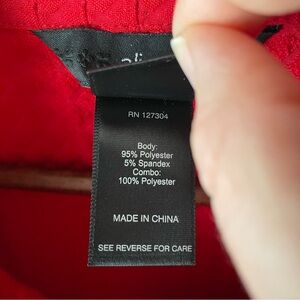 RN 127304
Body:
95% Polyester
5% Spandex
Combo:
100% Polyester
MADE IN CHINA
SEE REVERSE FOR CARE